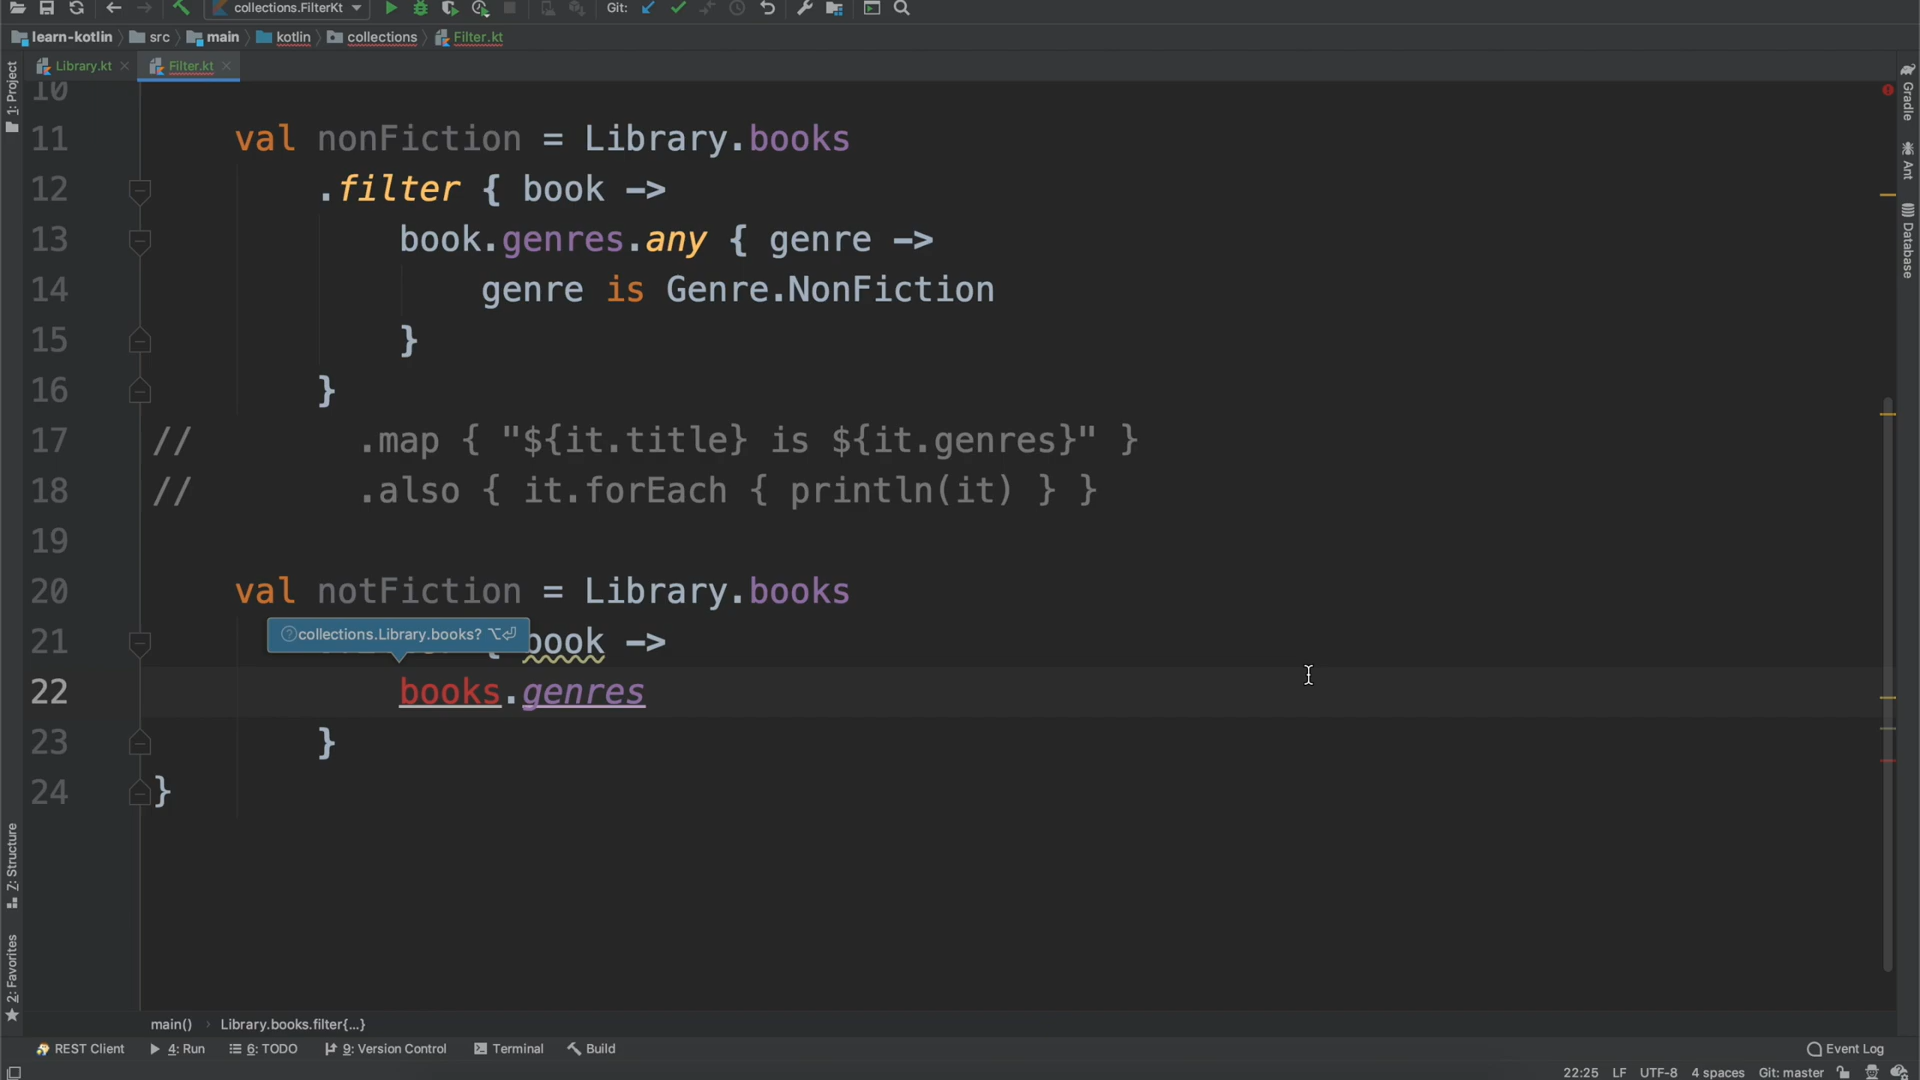 collections.FilterKt
Git:
learn-kotlin
src
main
kotlin
collections
Filter.kt
Library.kt
Filter.kt
1: Project
Z: Structure
2: Favorites
10
11 val nonFiction = Library.books
12 .filter { book ->
13 book.genres.any { genre ->
14 genre is Genre.NonFiction
15 }
16 }
17 // .map { "${it.title} is ${it.genres}" }
18 // .also { it.forEach { println(it) } }
19
20 val notFiction = Library.books
collections.Library.books? ⌥⏎
21 { book ->
22 books.genres
23 }
24 }
Gradle
Ant
Database
main()
Library.books.filter{...}
REST Client
4: Run
6: TODO
9: Version Control
Terminal
Build
Event Log
22:25
LF
UTF-8
4 spaces
Git: master